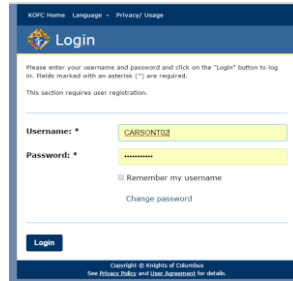 KOFC Home Language - Privacy/ Usage
Login
Please enter your username and password and click on the "Login" button to log
in. Fields marked with an asterisk (*) are required.
This section requires user registration.
Username: * CARSONT02
Password: * •••••••••••
Remember my username
Change password
Login
Copyright © Knights of Columbus
See Privacy Policy and User Agreement for details.